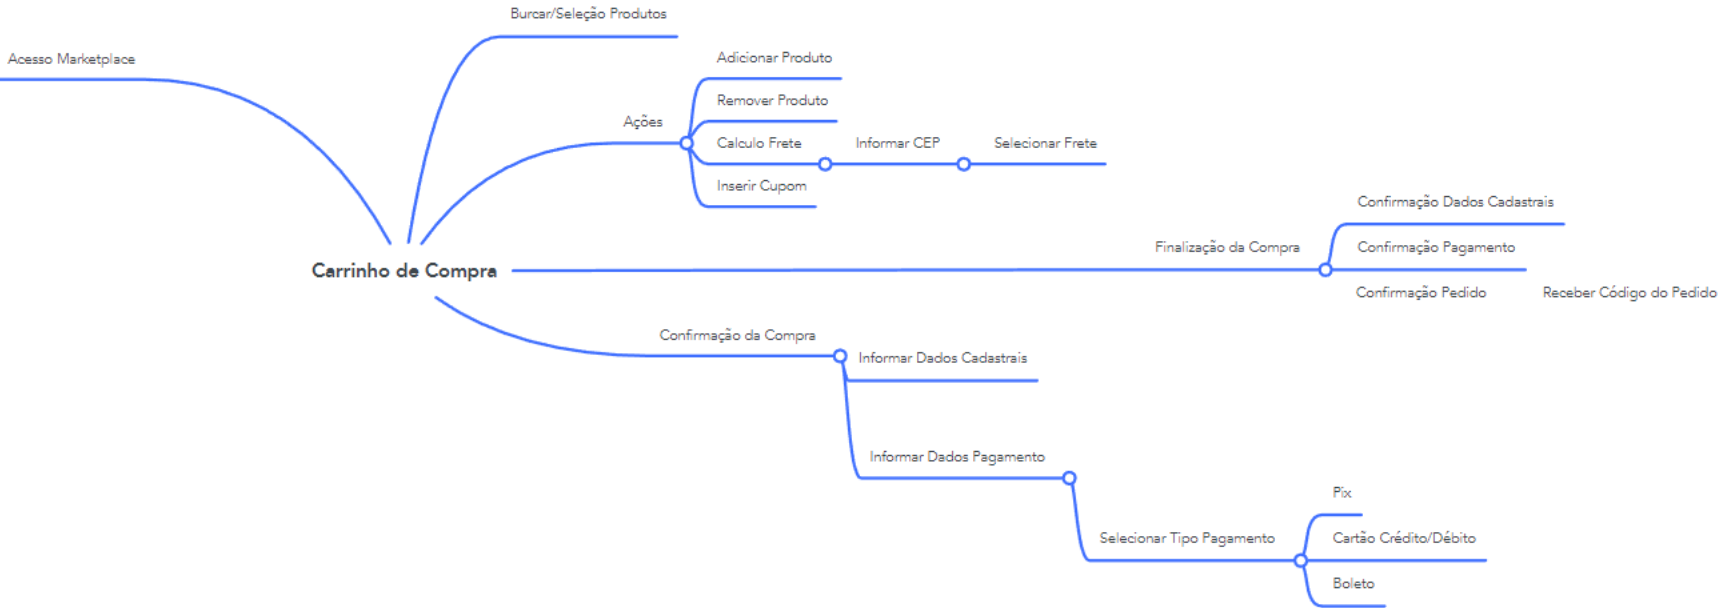 Burcar/Seleção Produtos
Acesso Marketplace
Adicionar Produto
Remover Produto
Ações
Calculo Frete
Informar CEP
Selecionar Frete
Inserir Cupom
Carrinho de Compra
Finalização da Compra
Confirmação Dados Cadastrais
Confirmação Pagamento
Confirmação Pedido
Receber Código do Pedido
Confirmação da Compra
Informar Dados Cadastrais
Informar Dados Pagamento
Selecionar Tipo Pagamento
Pix
Cartão Crédito/Débito
Boleto